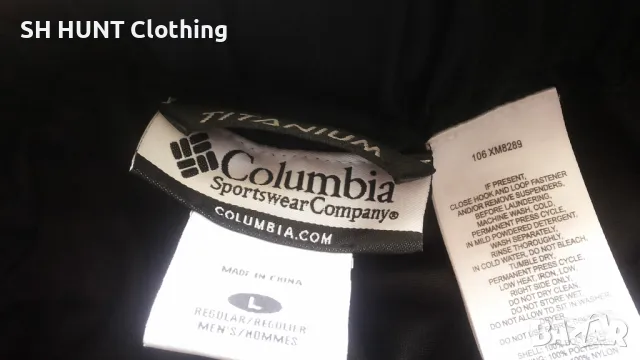 SH HUNT Clothing
TITANIUM
Columbia
SportswearCompany®
COLUMBIA.COM
MADE IN CHINA
L
REGULAR/REGULIER
MEN'S/HOMMES
106 XM8289
IF PRESENT,
CLOSE HOOK AND LOOP FASTENER
AND/OR REMOVE SUSPENDERS.
BEFORE LAUNDERING.
MACHINE WASH, COLD,
PERMANENT PRESS CYCLE,
IN MILD POWDERED DETERGENT.
WASH SEPARATELY.
RINSE THOROUGHLY
IN COLD WATER, DO NOT BLEACH.
TUMBLE DRY.
PERMANENT PRESS CYCLE,
LOW HEAT, IRON, LOW,
RIGHT SIDE ONLY.
DO NOT DRY CLEAN.
DO NOT STORE WET.
DO NOT ALLOW TO SIT IN WASHER.
SHELL: 100%